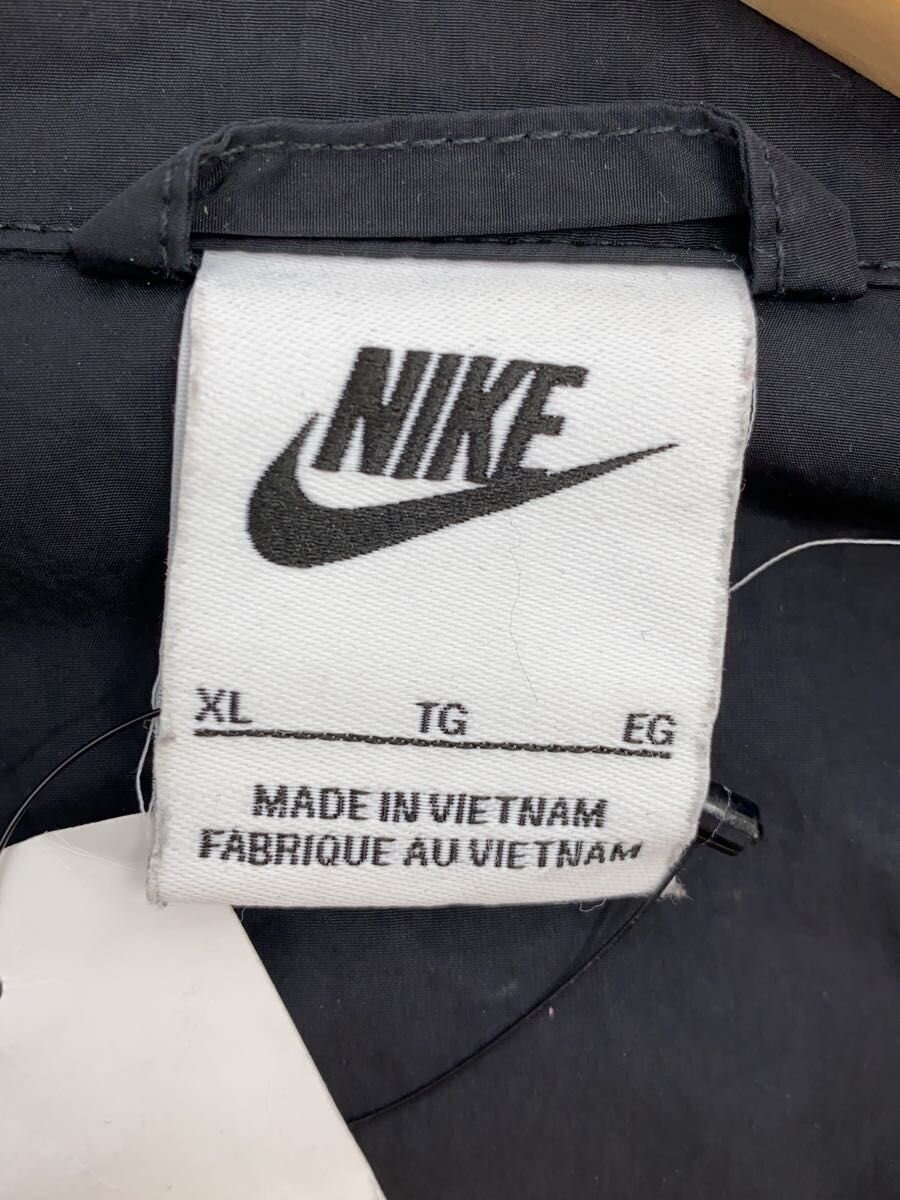 NIKE
XL TG EG
MADE IN VIETNAM
FABRIQUE AU VIETNAM